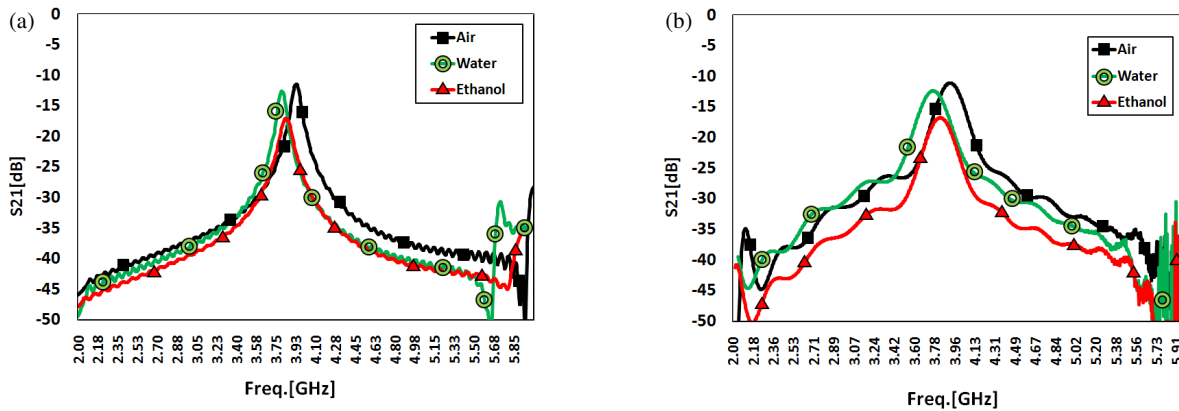 (a)
0
-5
-10
-15
-20
-25
-30
-35
-40
-45
-50
S21[dB]
Air
Water
Ethanol
2.00 2.18 2.35 2.53 2.70 2.88 3.05 3.23 3.40 3.58 3.75 3.93 4.10 4.28 4.45 4.63 4.80 4.98 5.15 5.33 5.50 5.68 5.85
Freq.[GHz]
(b)
0
-5
-10
-15
-20
-25
-30
-35
-40
-45
-50
S21[dB]
Air
Water
Ethanol
2.00 2.18 2.36 2.53 2.71 2.89 3.07 3.24 3.42 3.60 3.78 3.96 4.13 4.31 4.49 4.67 4.84 5.02 5.20 5.38 5.56 5.73 5.91
Freq.[GHz]